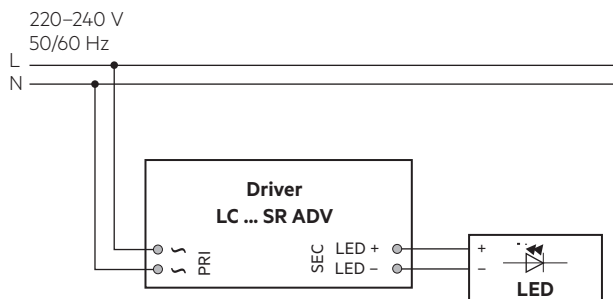 220–240 V
50/60 Hz
L
N
Driver
LC ... SR ADV
~ PRI SEC LED + +
~ LED – –
LED